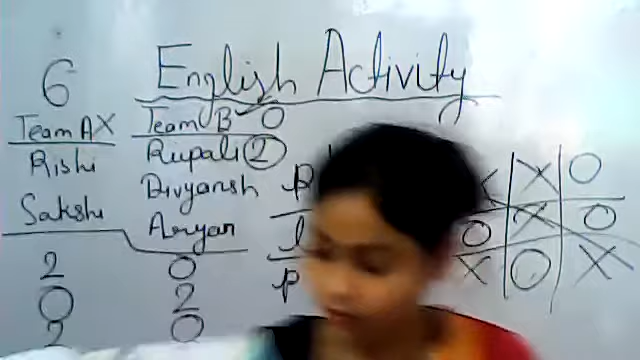 6 English Activity
Team A X Team B O
Rishi Rupali 2
Divyansh
Sakshi Aryan
2 0
0 2
2 0
X X O
O X O
X O X